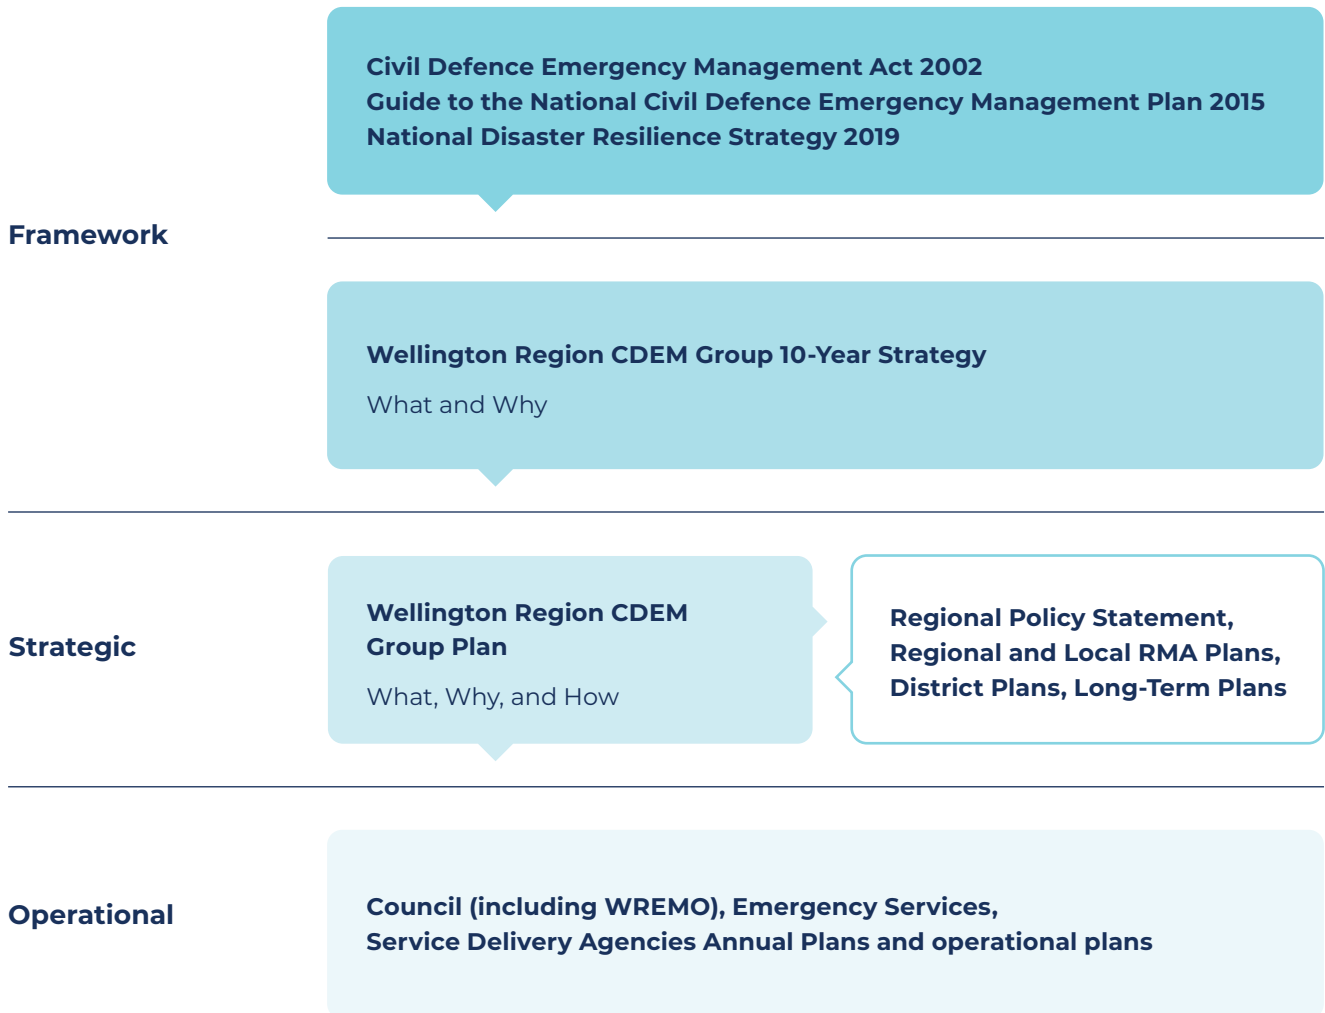 Civil Defence Emergency Management Act 2002
Guide to the National Civil Defence Emergency Management Plan 2015
National Disaster Resilience Strategy 2019
Framework
Wellington Region CDEM Group 10-Year Strategy
What and Why
Strategic
Wellington Region CDEM
Group Plan
What, Why, and How
Regional Policy Statement,
Regional and Local RMA Plans,
District Plans, Long-Term Plans
Operational
Council (including WREMO), Emergency Services,
Service Delivery Agencies Annual Plans and operational plans